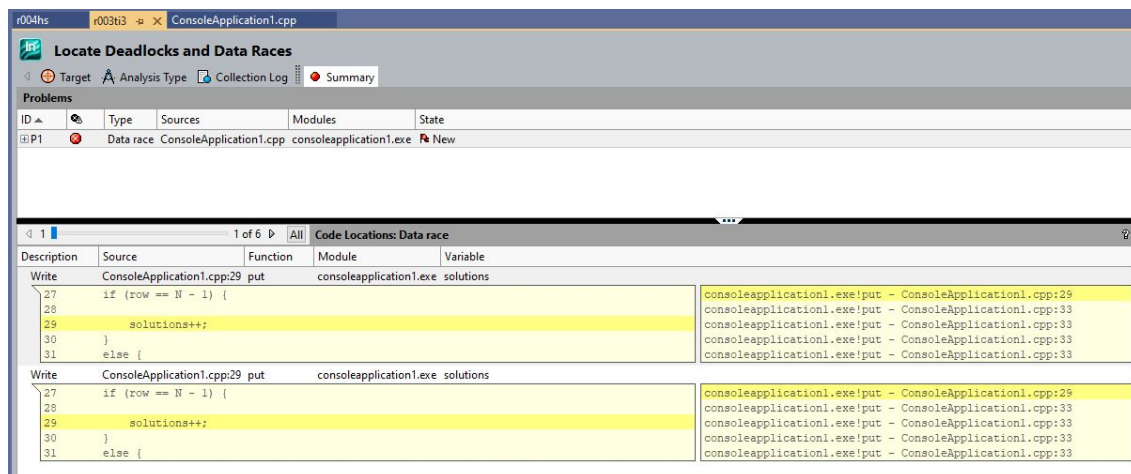 r004hs r003ti3 ConsoleApplication1.cpp
Locate Deadlocks and Data Races
Target Analysis Type Collection Log Summary
Problems
ID Type Sources Modules State
P1 Data race ConsoleApplication1.cpp consoleapplication1.exe New
1 1 of 6 All Code Locations: Data race ?
Description Source Function Module Variable
Write ConsoleApplication1.cpp:29 put consoleapplication1.exe solutions
27 if (row == N - 1) { consoleapplication1.exe!put - ConsoleApplication1.cpp:29
28 consoleapplication1.exe!put - ConsoleApplication1.cpp:33
29 solutions++; consoleapplication1.exe!put - ConsoleApplication1.cpp:33
30 } consoleapplication1.exe!put - ConsoleApplication1.cpp:33
31 else { consoleapplication1.exe!put - ConsoleApplication1.cpp:33
Write ConsoleApplication1.cpp:29 put consoleapplication1.exe solutions
27 if (row == N - 1) { consoleapplication1.exe!put - ConsoleApplication1.cpp:29
28 consoleapplication1.exe!put - ConsoleApplication1.cpp:33
29 solutions++; consoleapplication1.exe!put - ConsoleApplication1.cpp:33
30 } consoleapplication1.exe!put - ConsoleApplication1.cpp:33
31 else { consoleapplication1.exe!put - ConsoleApplication1.cpp:33